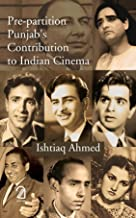 Pre-partition
Punjab's
Contribution
to Indian Cinema
Ishtiaq Ahmed